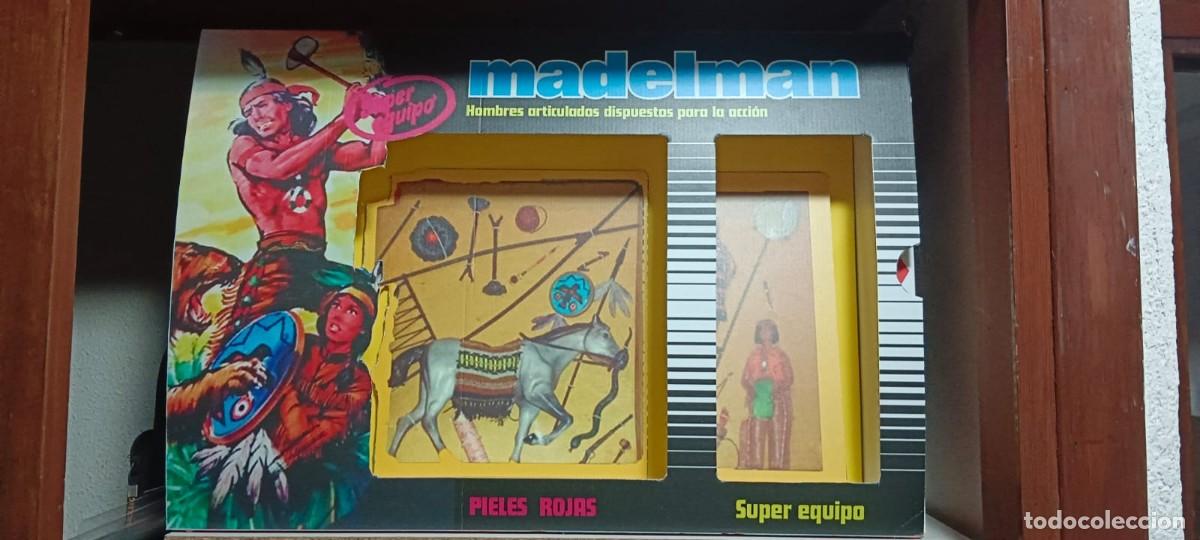 madelman
Super
equipo
Hombres articulados dispuestos para la acción
PIELES ROJAS
Super equipo
todocoleccion